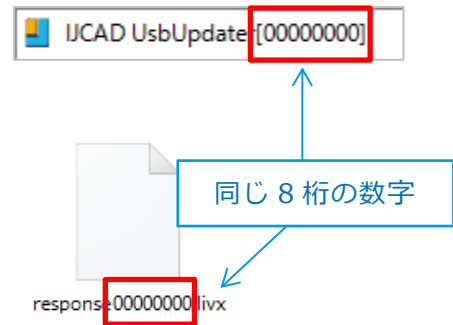 IJCAD UsbUpdater[00000000]
同じ 8 桁の数字
response00000000.livx